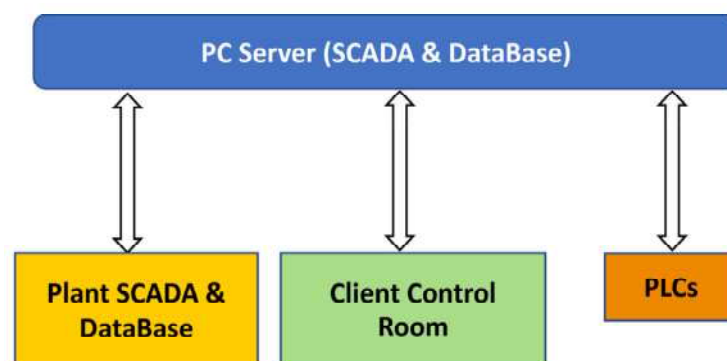 PC Server (SCADA & DataBase)
Plant SCADA &
DataBase
Client Control
Room
PLCs